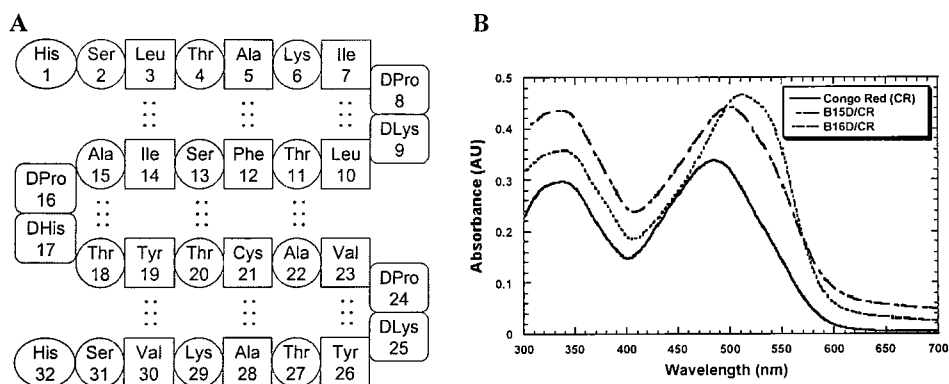 A
His Ser Leu Thr Ala Lys Ile
1 2 3 4 5 6 7
DPro
8
DLys
9
Ala Ile Ser Phe Thr Leu
15 14 13 12 11 10
DPro
16
DHis
17
Thr Tyr Thr Cys Ala Val
18 19 20 21 22 23
DPro
24
DLys
25
His Ser Val Lys Ala Thr Tyr
32 31 30 29 28 27 26
B
Absorbance (AU)
0.5
0.4
0.3
0.2
0.1
0
Congo Red (CR)
B15D/CR
B16D/CR
300 400 500 600 700
Wavelength (nm)